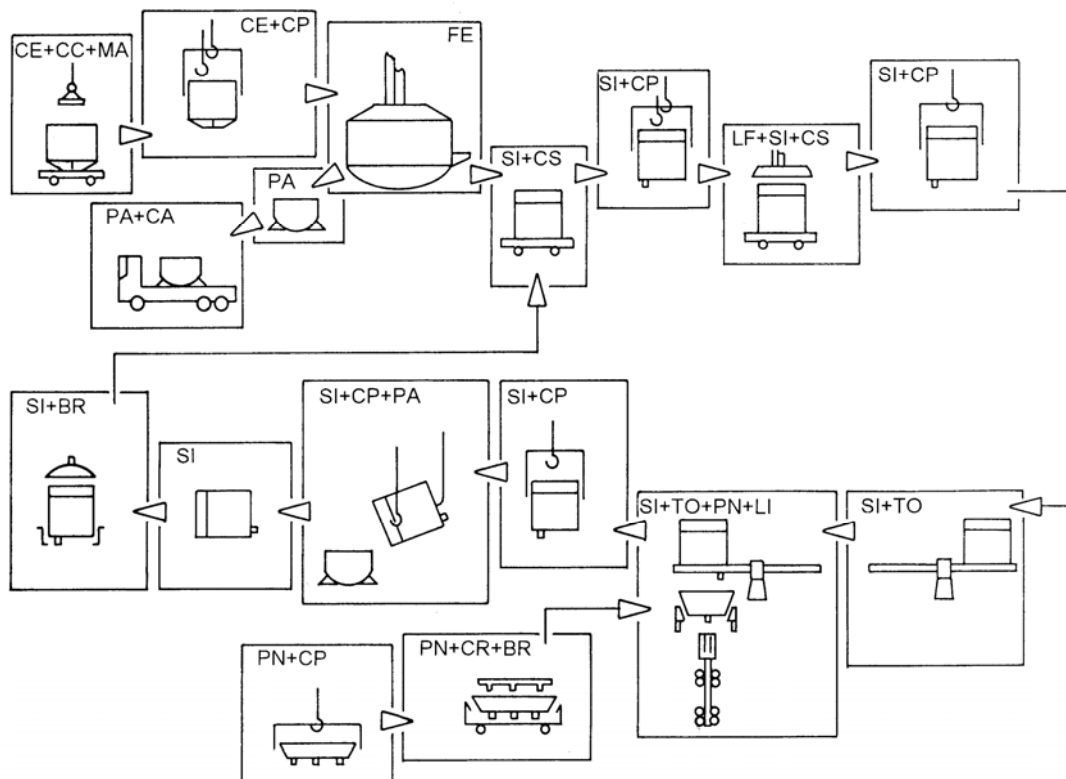 CE+CC+MA
CE+CP
FE
SI+CP
SI+CP
LF+SI+CS
SI+CS
PA
PA+CA
SI+BR
SI
SI+CP+PA
SI+CP
SI+TO+PN+LI
SI+TO
PN+CP
PN+CR+BR